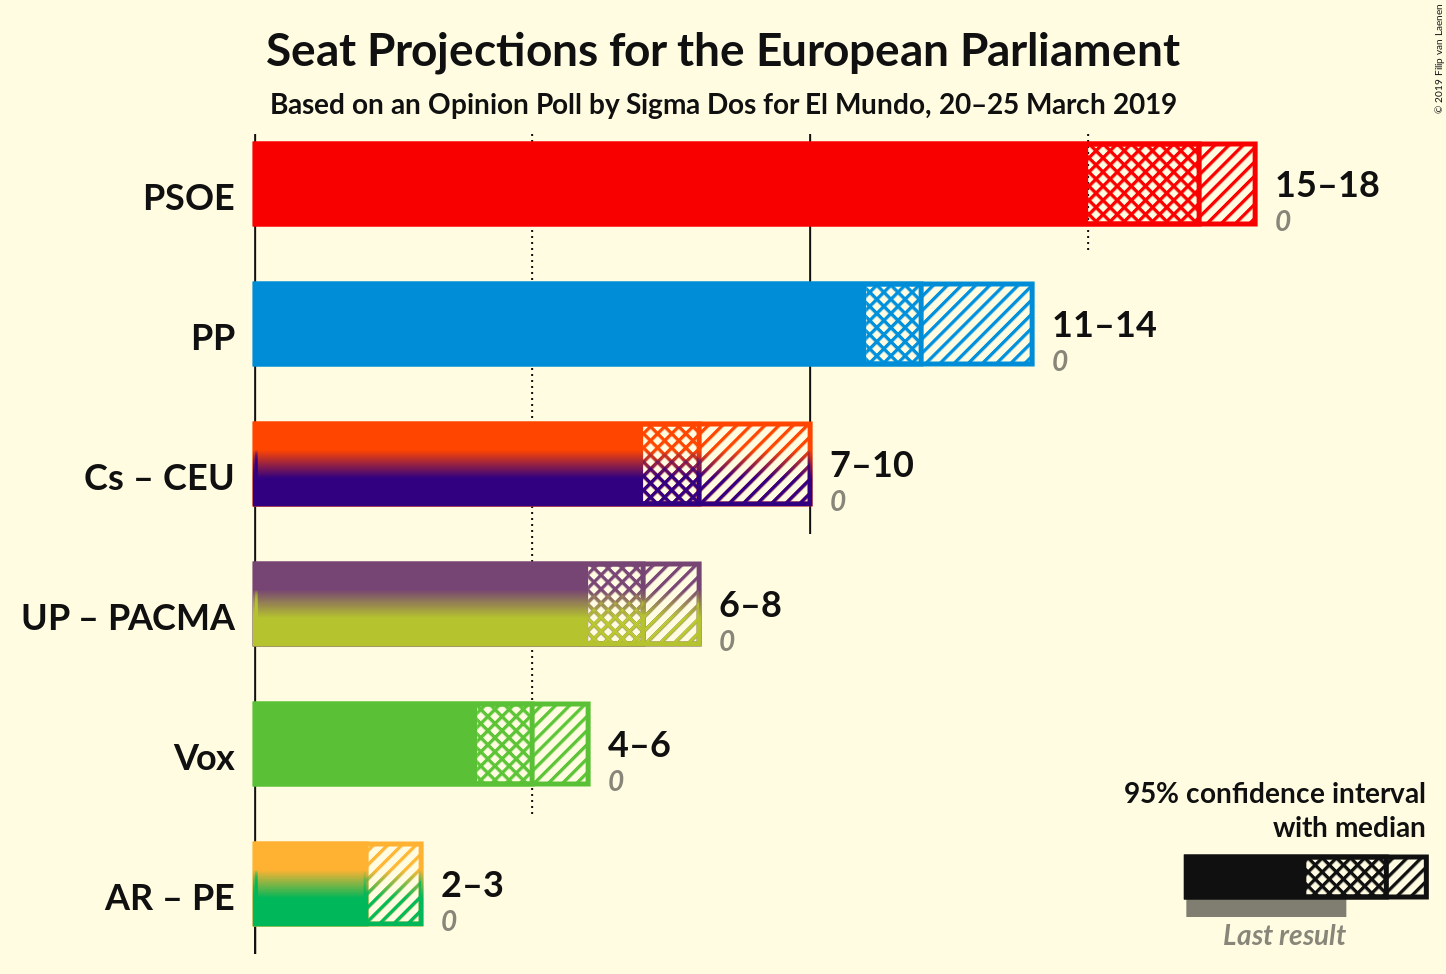 Seat Projections for the European Parliament
Based on an Opinion Poll by Sigma Dos for El Mundo, 20–25 March 2019
© 2019 Filip van Laenen
PSOE
15–18
0
PP
11–14
0
Cs – CEU
7–10
0
UP – PACMA
6–8
0
Vox
4–6
0
AR – PE
2–3
0
95% confidence interval
with median
Last result